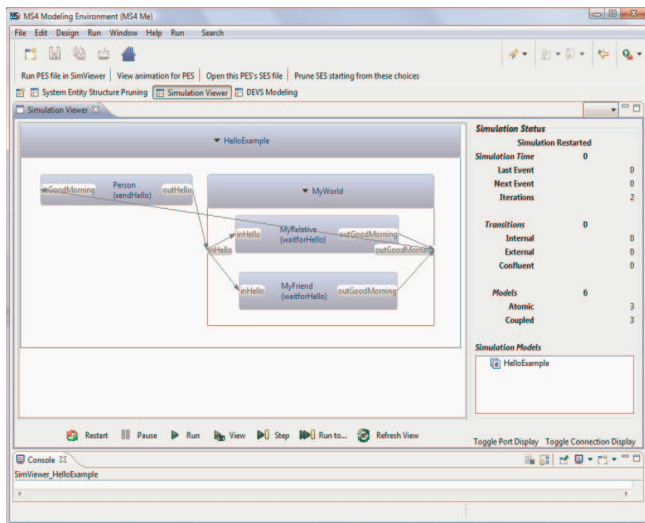 MS4 Modeling Environment (MS4 Me)
File Edit Design Run Window Help Run Search
Run PES file in SimViewer View animation for PES Open this PES's SES file Prune SES starting from these choices
System Entity Structure Pruning Simulation Viewer DEVS Modeling
Simulation Viewer
HelloExample
inGoodMorning Person outHello
(sendHello)
MyWorld
inHello MyRelative outGoodMorning
(waitforHello)
inHello outGoodMorning
inHello MyFriend outGoodMorning
(waitforHello)
Simulation Status
Simulation Restarted
Simulation Time 0
Last Event 0
Next Event 0
Iterations 2
Transitions 0
Internal 0
External 0
Confluent 0
Models 6
Atomic 3
Coupled 3
Simulation Models
HelloExample
Restart Pause Run View Step Run to... Refresh View
Toggle Port Display Toggle Connection Display
Console
SimViewer_HelloExample